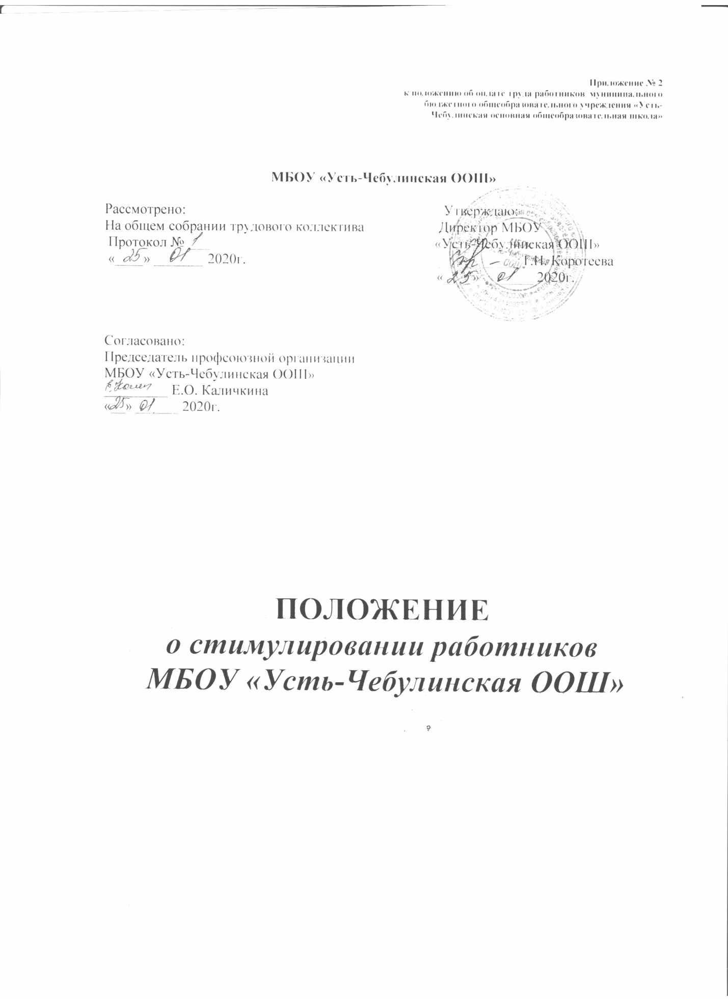 Приложение № 2
к положению об оплате труда работников муниципального
бюджетного общеобразовательного учреждения «Усть-
Чебулинская основная общеобразовательная школа»
МБОУ «Усть-Чебулинская ООШ»
Рассмотрено:
На общем собрании трудового коллектива
Протокол № 1
«25» 01 2020г.
Утверждаю:
Директор МБОУ
«Усть-Чебулинская ООШ»
Т.Н. Коротеева
«25» 01 2020г.
Согласовано:
Председатель профсоюзной организации
МБОУ «Усть-Чебулинская ООШ»
Е.О. Каличкина
«25» 01 2020г.
ПОЛОЖЕНИЕ
о стимулировании работников
МБОУ «Усть-Чебулинская ООШ»